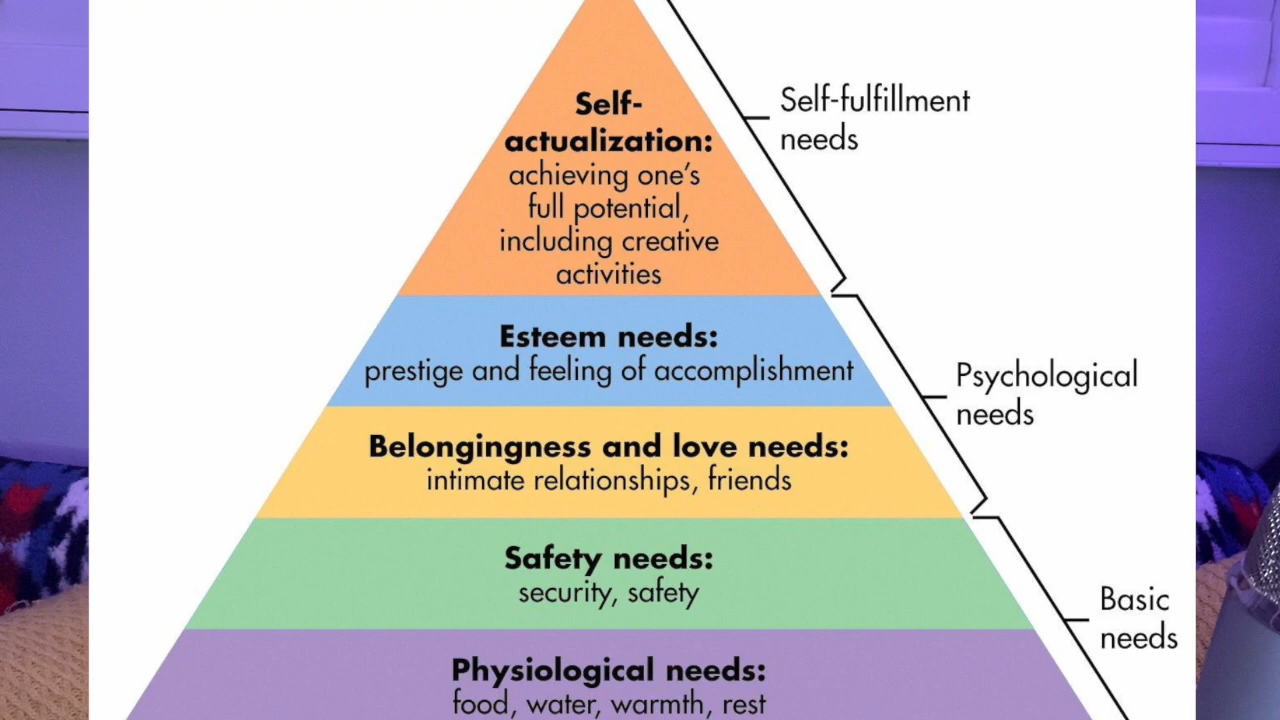 Self-
actualization:
achieving one's
full potential,
including creative
activities
Self-fulfillment
needs
Esteem needs:
prestige and feeling of accomplishment
Psychological
needs
Belongingness and love needs:
intimate relationships, friends
Safety needs:
security, safety
Basic
needs
Physiological needs:
food, water, warmth, rest